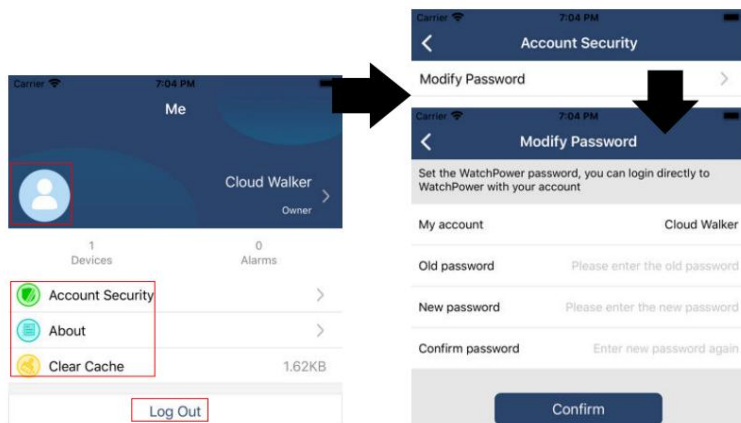 Carrier 7:04 PM
Me
Cloud Walker
Owner
1 0
Devices Alarms
Account Security
About
Clear Cache 1.62KB
Log Out
Carrier 7:04 PM
Account Security
Modify Password
Carrier 7:04 PM
Modify Password
Set the WatchPower password, you can login directly to
WatchPower with your account
My account Cloud Walker
Old password Please enter the old password
New password Please enter the new password
Confirm password Enter new password again
Confirm